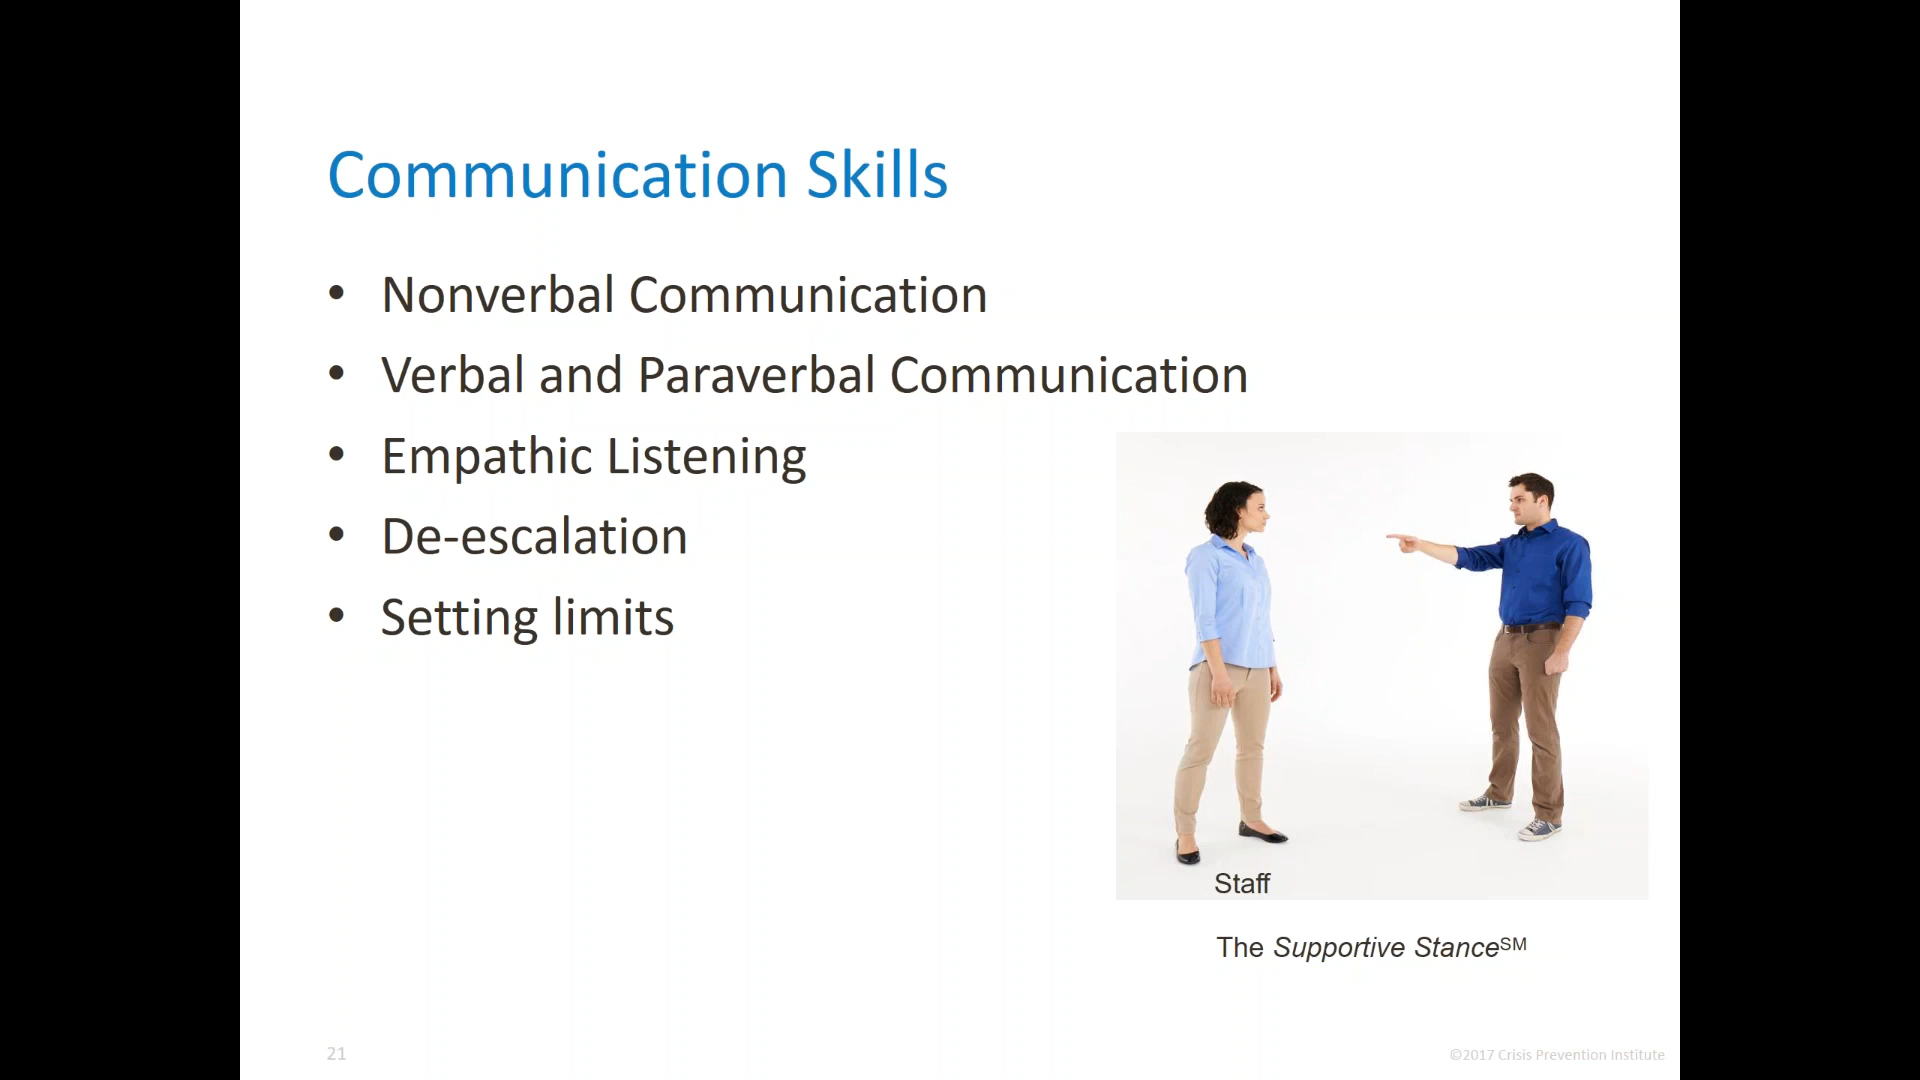 Communication Skills
• Nonverbal Communication
• Verbal and Paraverbal Communication
• Empathic Listening
• De-escalation
• Setting limits
Staff
The Supportive Stance℠
21
©2017 Crisis Prevention Institute